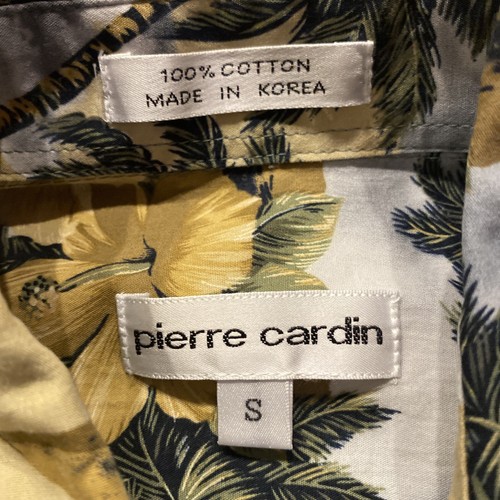 100% COTTON
MADE IN KOREA
pierre cardin
S